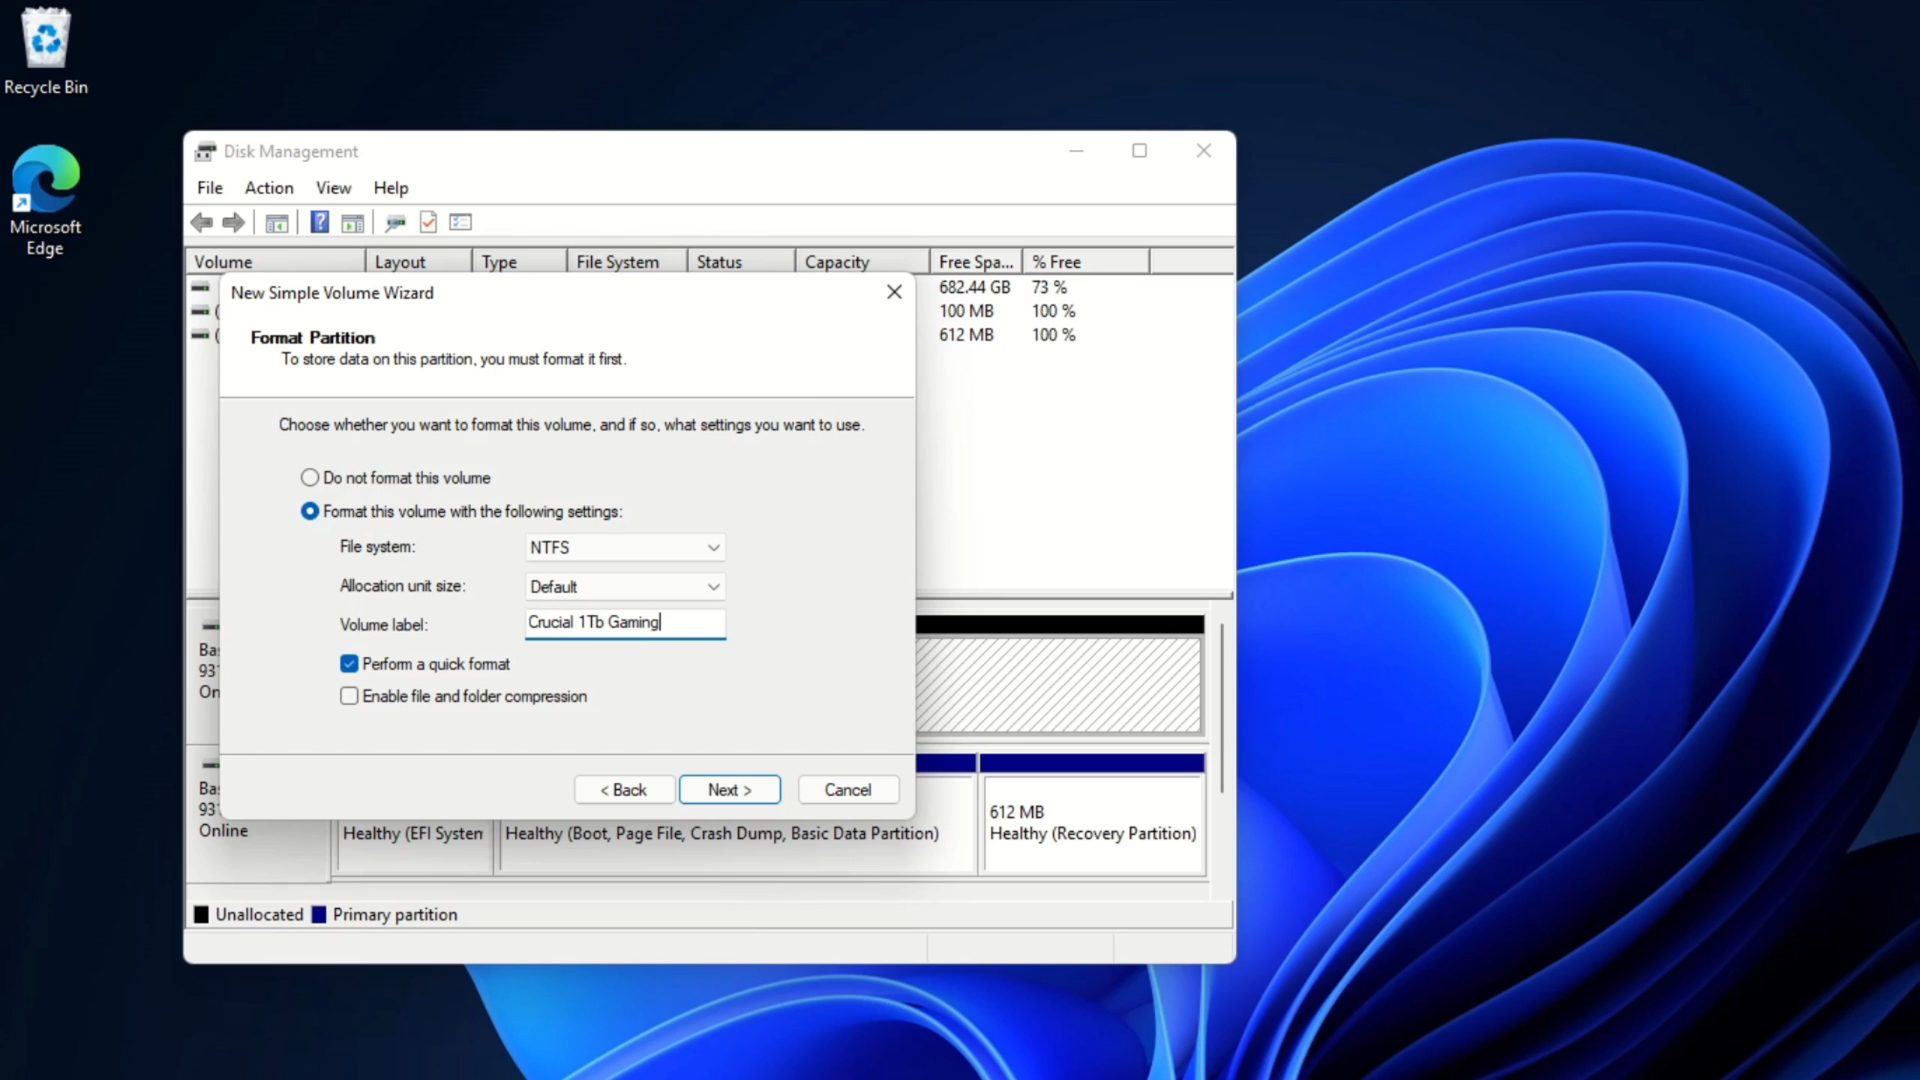 Recycle Bin
Microsoft
Edge
Disk Management
File Action View Help
Volume Layout Type File System Status Capacity Free Spa... % Free
682.44 GB 73 %
100 MB 100 %
612 MB 100 %
New Simple Volume Wizard
Format Partition
To store data on this partition, you must format it first.
Choose whether you want to format this volume, and if so, what settings you want to use.
Do not format this volume
Format this volume with the following settings:
File system: NTFS
Allocation unit size: Default
Volume label: Crucial 1Tb Gaming
Perform a quick format
Enable file and folder compression
< Back Next > Cancel
Online
Healthy (EFI System
Healthy (Boot, Page File, Crash Dump, Basic Data Partition)
612 MB
Healthy (Recovery Partition)
Unallocated Primary partition